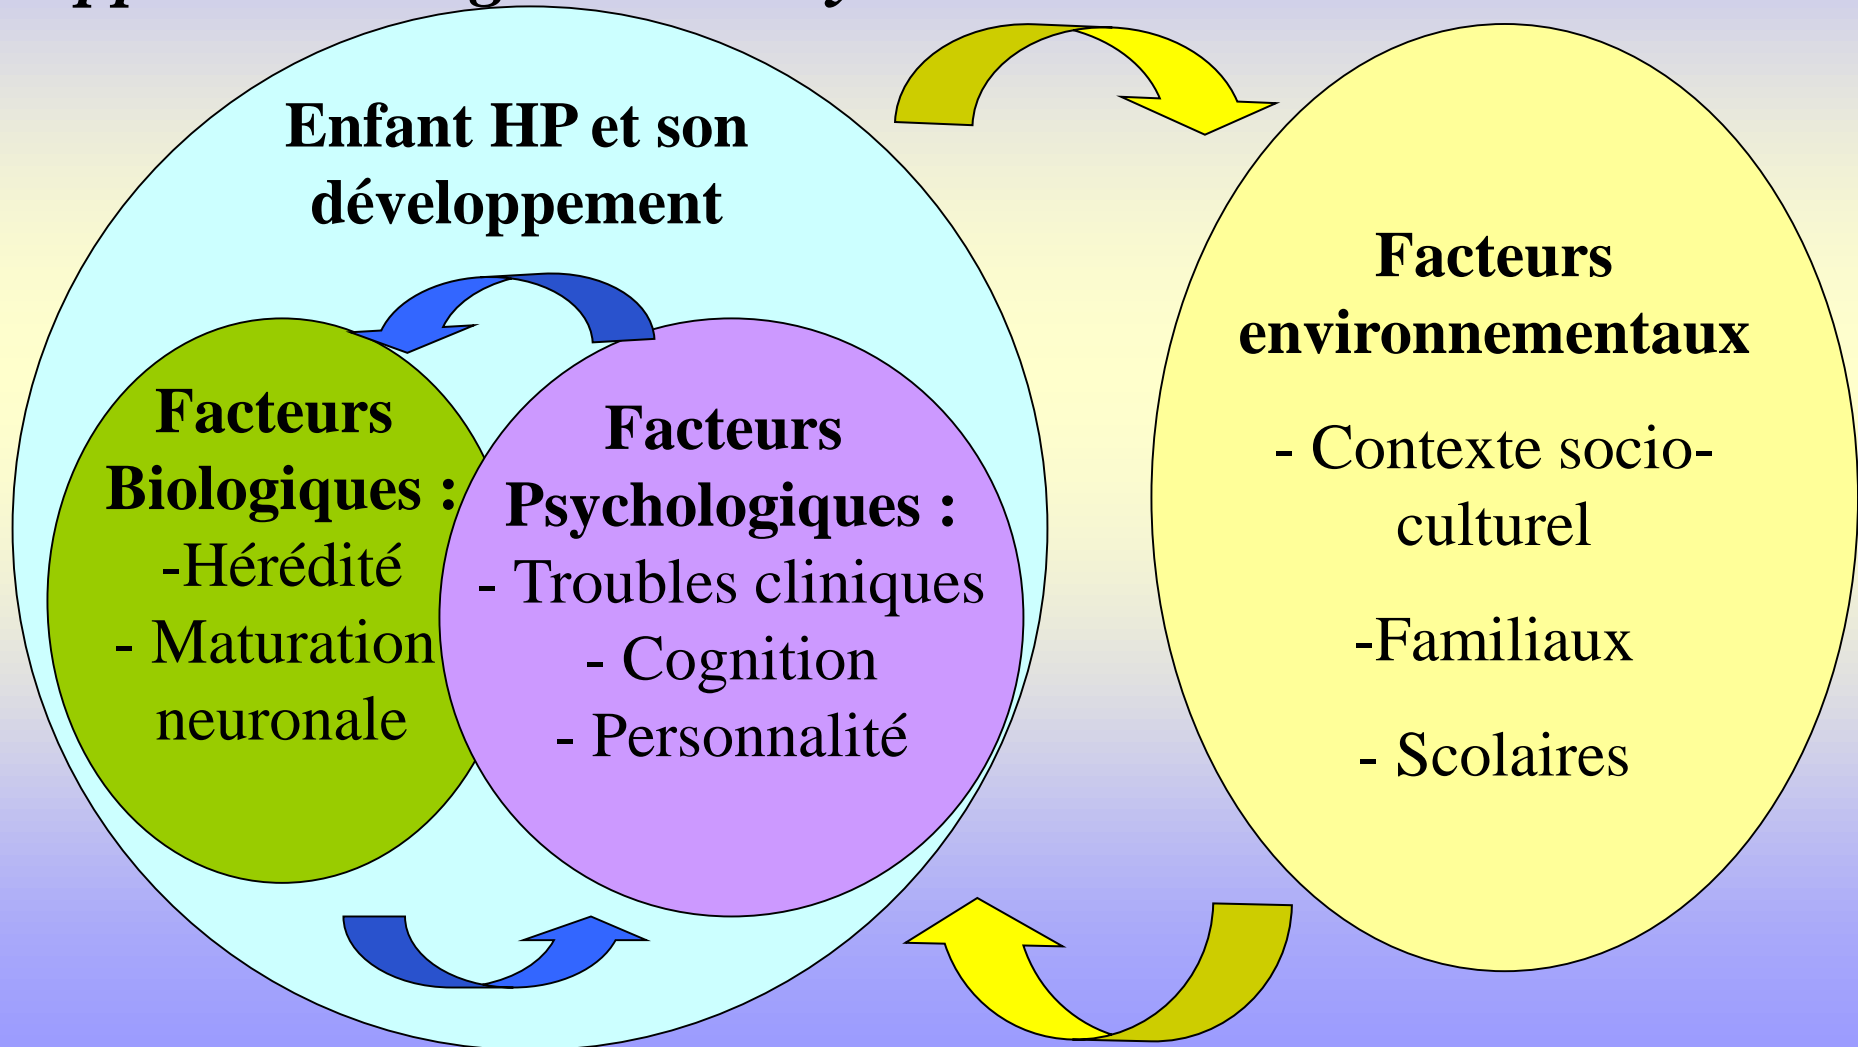 Enfant HP et son
développement
Facteurs
Biologiques :
-Hérédité
- Maturation
neuronale
Facteurs
Psychologiques :
- Troubles cliniques
- Cognition
- Personnalité
Facteurs
environnementaux
- Contexte socio-
culturel
-Familiaux
- Scolaires